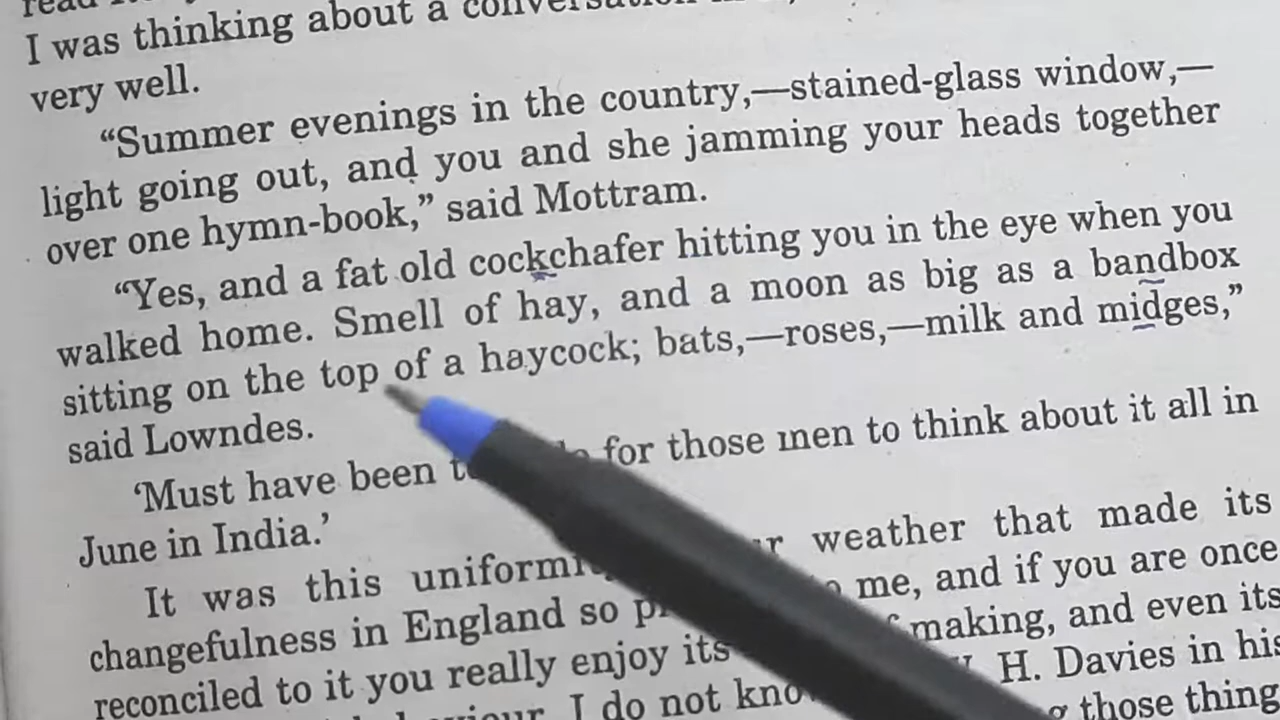 I was thinking about a
very well.
“Summer evenings in the country,—stained-glass window,—
light going out, and you and she jamming your heads together
over one hymn-book,” said Mottram.
“Yes, and a fat old cockchafer hitting you in the eye when you
walked home. Smell of hay, and a moon as big as a bandbox
sitting on the top of a haycock; bats,—roses,—milk and midges,”
said Lowndes.
‘Must have been for those men to think about it all in
June in India.’
It was this weather that made its
changefulness in England so me, and if you are once
reconciled to it you really enjoy its making, and even its
I do not H. Davies in his
those